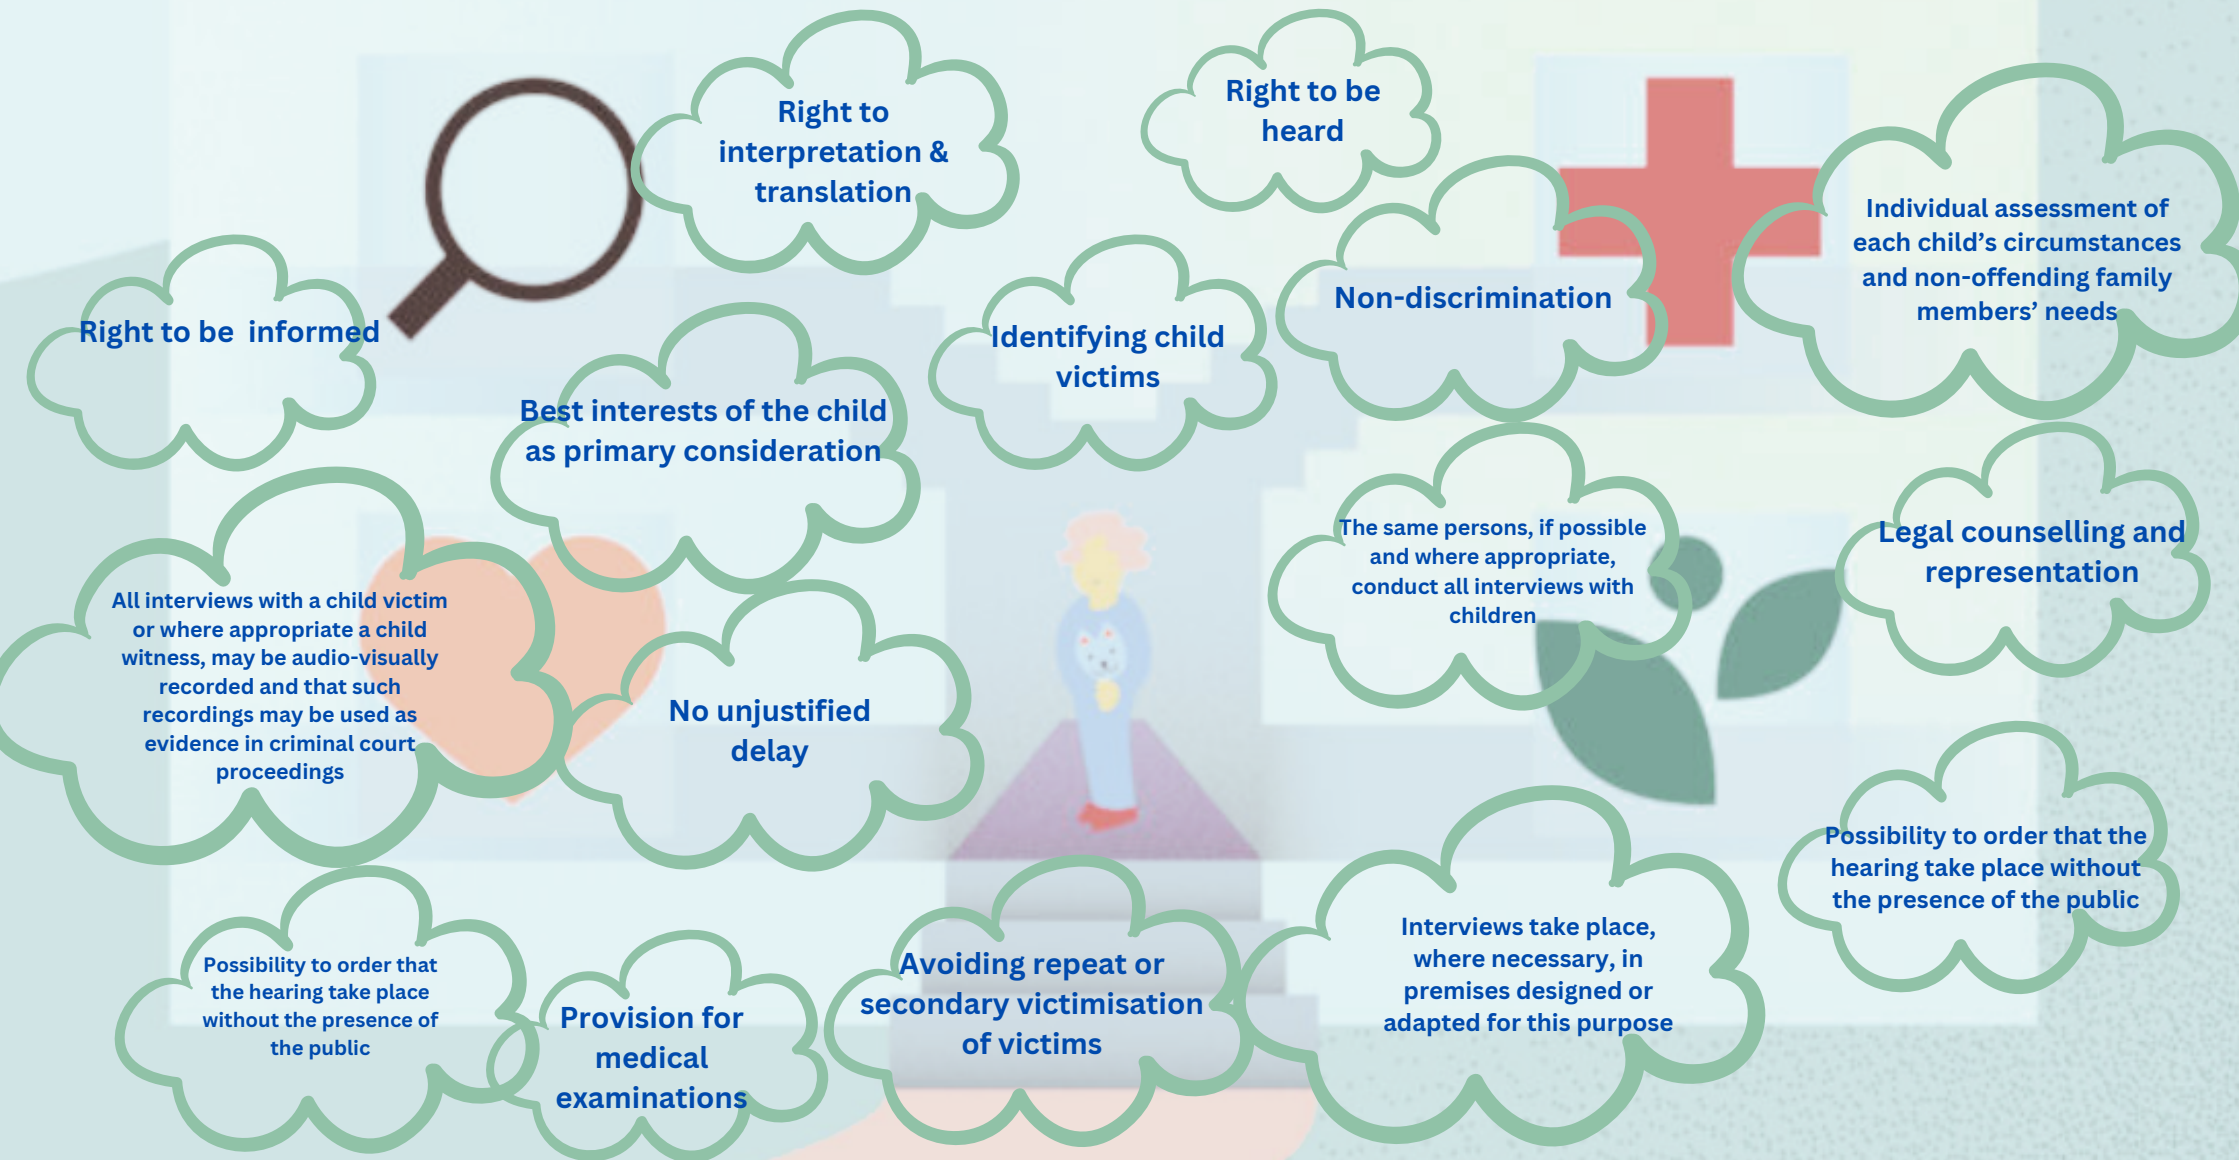 Right to
interpretation &
translation
Right to be
heard
Individual assessment of
each child’s circumstances
and non-offending family
members’ needs
Right to be  informed
Non-discrimination
Identifying child
victims
Best interests of the child
as primary consideration
The same persons, if possible
and where appropriate,
conduct all interviews with
children
Legal counselling and
representation
All interviews with a child victim
or where appropriate a child
witness, may be audio-visually
recorded and that such
recordings may be used as
evidence in criminal court
proceedings
No unjustified
delay
Possibility to order that the
hearing take place without
the presence of the public
Interviews take place,
where necessary, in
premises designed or
adapted for this purpose
Possibility to order that
the hearing take place
without the presence of
the public
Provision for
medical
examinations
Avoiding repeat or
secondary victimisation
of victims